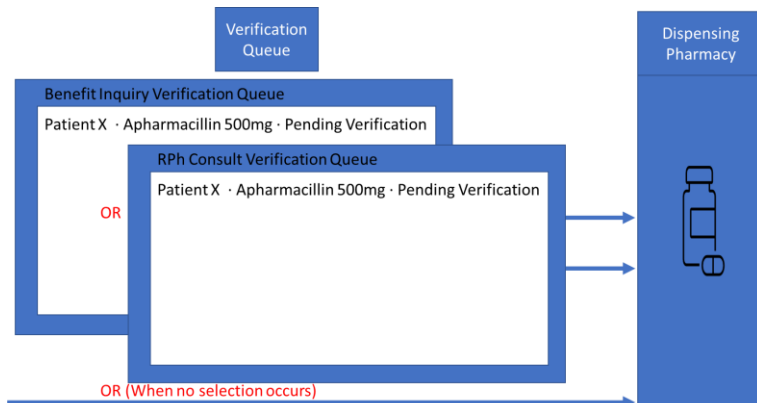 Verification
Queue
Dispensing
Pharmacy
Benefit Inquiry Verification Queue
Patient X · Apharmacillin 500mg · Pending Verification
RPh Consult Verification Queue
Patient X · Apharmacillin 500mg · Pending Verification
OR
OR (When no selection occurs)